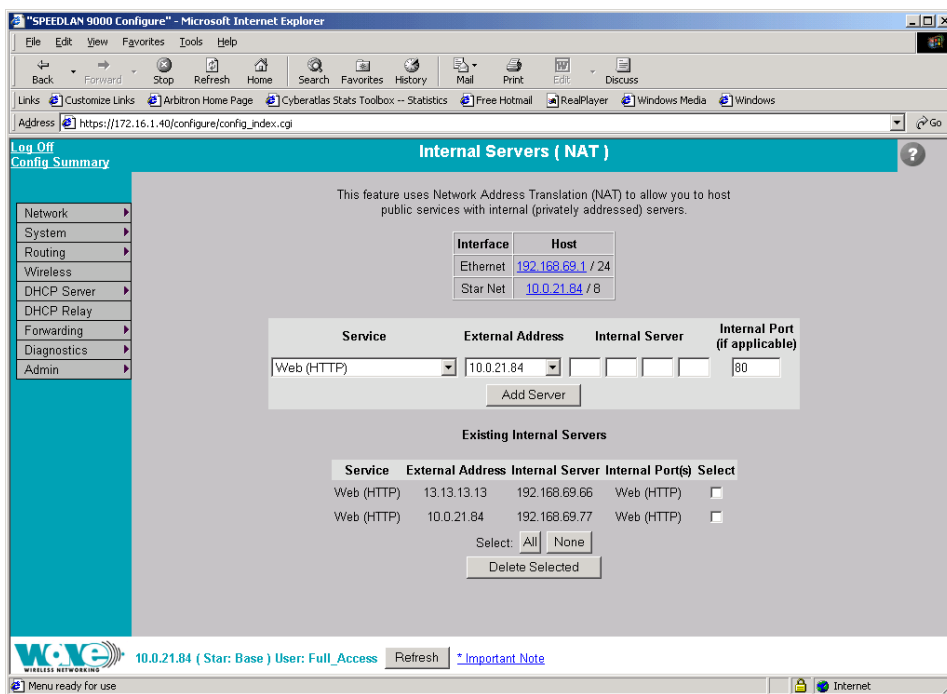 "SPEEDLAN 9000 Configure" - Microsoft Internet Explorer
File Edit View Favorites Tools Help
Back Forward Stop Refresh Home Search Favorites History Mail Print Edit Discuss
Links Customize Links Arbitron Home Page Cyberatlas Stats Toolbox -- Statistics Free Hotmail RealPlayer Windows Media Windows
Address https://172.16.1.40/configure/config_index.cgi Go
Log Off
Config Summary
Internal Servers ( NAT )
?
This feature uses Network Address Translation (NAT) to allow you to host
public services with internal (privately addressed) servers.
Network
System
Routing
Wireless
DHCP Server
DHCP Relay
Forwarding
Diagnostics
Admin
Interface Host
Ethernet 192.168.69.1 / 24
Star Net 10.0.21.84 / 8
Service External Address Internal Server Internal Port
(if applicable)
Web (HTTP) 10.0.21.84 80
Add Server
Existing Internal Servers
Service External Address Internal Server Internal Port(s) Select
Web (HTTP) 13.13.13.13 192.168.69.66 Web (HTTP)
Web (HTTP) 10.0.21.84 192.168.69.77 Web (HTTP)
Select: All None
Delete Selected
WAVE
WIRELESS NETWORKING
10.0.21.84 ( Star: Base ) User: Full_Access Refresh * Important Note
Menu ready for use Internet